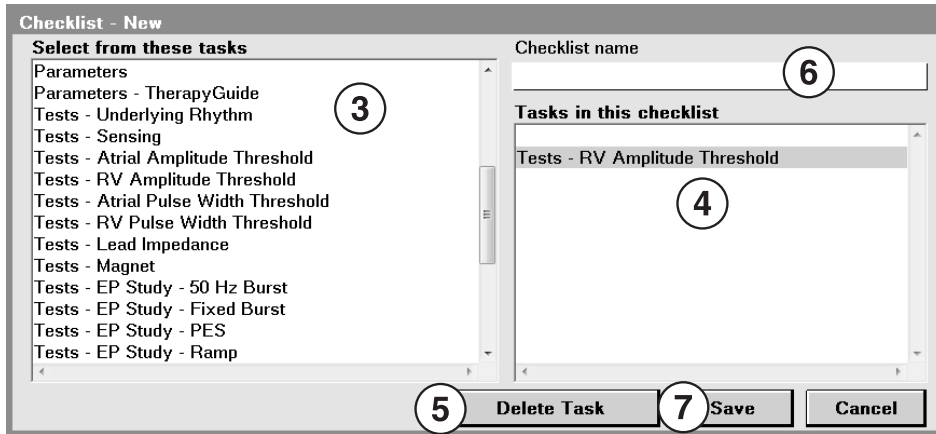 Checklist - New
Select from these tasks
Parameters
Parameters - TherapyGuide
Tests - Underlying Rhythm
Tests - Sensing
Tests - Atrial Amplitude Threshold
Tests - RV Amplitude Threshold
Tests - Atrial Pulse Width Threshold
Tests - RV Pulse Width Threshold
Tests - Lead Impedance
Tests - Magnet
Tests - EP Study - 50 Hz Burst
Tests - EP Study - Fixed Burst
Tests - EP Study - PES
Tests - EP Study - Ramp
3
Checklist name
6
Tasks in this checklist
Tests - RV Amplitude Threshold
4
5 Delete Task
7 Save
Cancel